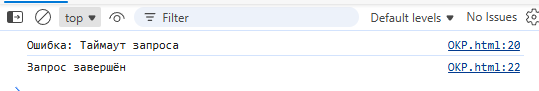 top Filter Default levels No Issues
Ошибка: Таймаут запроса OKP.html:20
Запрос завершён OKP.html:22